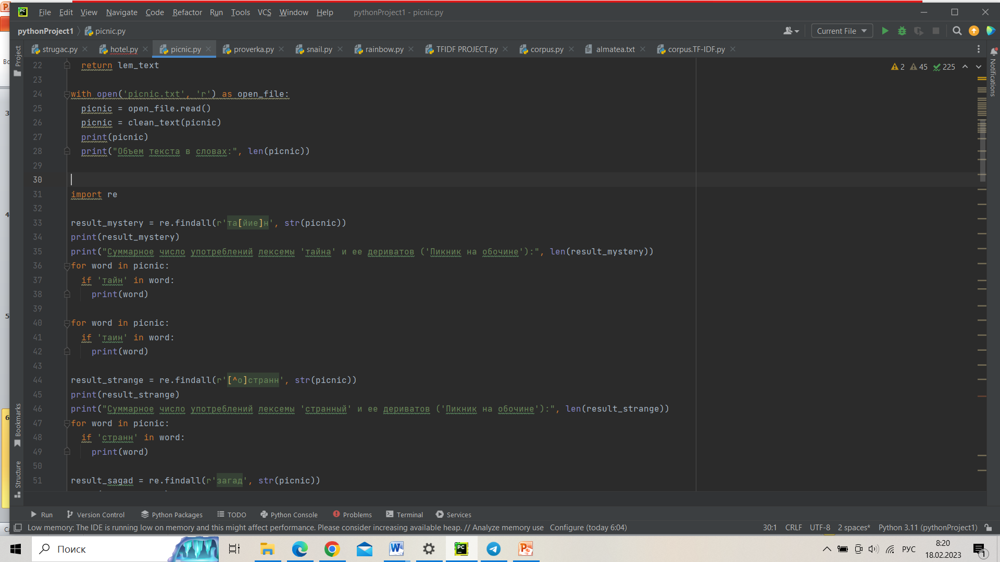 File Edit View Navigate Code Refactor Run Tools VCS Window Help pythonProject1 - picnic.py
pythonProject1 picnic.py Current File
strugac.py hotel.py picnic.py proverka.py snail.py rainbow.py TFIDF PROJECT.py corpus.py almatea.txt corpus.TF-IDF.py
2 45 225
22 return lem_text
23
24 with open('picnic.txt', 'r') as open_file:
25 picnic = open_file.read()
26 picnic = clean_text(picnic)
27 print(picnic)
28 print("Объем текста в словах:", len(picnic))
29
30
31 import re
32
33 result_mystery = re.findall(r'та[йие]н', str(picnic))
34 print(result_mystery)
35 print("Суммарное число употреблений лексемы 'тайна' и ее дериватов ('Пикник на обочине'):", len(result_mystery))
36 for word in picnic:
37 if 'тайн' in word:
38 print(word)
39
40 for word in picnic:
41 if 'таин' in word:
42 print(word)
43
44 result_strange = re.findall(r'[^о]странн', str(picnic))
45 print(result_strange)
46 print("Суммарное число употреблений лексемы 'странный' и ее дериватов ('Пикник на обочине'):", len(result_strange))
47 for word in picnic:
48 if 'странн' in word:
49 print(word)
50
51 result_sagad = re.findall(r'загад', str(picnic))
Project
Bookmarks
Structure
Notifications
3
4
5
6
Run Version Control Python Packages TODO Python Console Problems Terminal Services
Low memory: The IDE is running low on memory and this might affect performance. Please consider increasing available heap. // Analyze memory use Configure (today 6:04) 30:1 CRLF UTF-8 2 spaces* Python 3.11 (pythonProject1)
Поиск РУС 8:20
18.02.2023
1